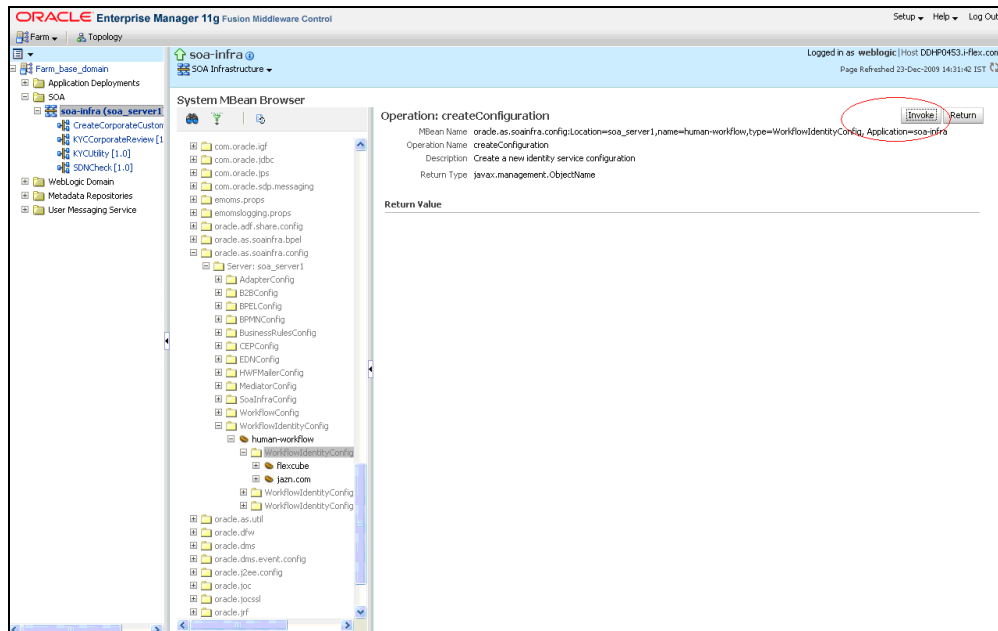 ORACLE Enterprise Manager 11g Fusion Middleware Control
Setup Help Log Out
Farm Topology
Farm_base_domain
Application Deployments
SOA
soa-infra (soa_server1
CreateCorporateCustom
KYCCorporateReview [1
KYCUtility [1.0]
SDNCheck [1.0]
WebLogic Domain
Metadata Repositories
User Messaging Service
soa-infra
SOA Infrastructure
Logged in as weblogic|Host DDHP0453.i-flex.com
Page Refreshed 23-Dec-2009 14:31:42 IST
System MBean Browser
com.oracle.igf
com.oracle.jdbc
com.oracle.jps
com.oracle.sdp.messaging
emoms.props
emomslogging.props
oracle.adf.share.config
oracle.as.soainfra.bpel
oracle.as.soainfra.config
Server: soa_server1
AdapterConfig
B2BConfig
BPELConfig
BPMNConfig
BusinessRulesConfig
CEPConfig
EDNConfig
HWFMailerConfig
MediatorConfig
SoaInfraConfig
WorkflowConfig
WorkflowIdentityConfig
human-workflow
WorkflowIdentityConfig
flexcube
jazn.com
WorkflowIdentityConfig
WorkflowIdentityConfig
oracle.as.util
oracle.dfw
oracle.dms
oracle.dms.event.config
oracle.j2ee.config
oracle.joc
oracle.jocssl
oracle.jrf
Operation: createConfiguration
Invoke Return
MBean Name oracle.as.soainfra.config:Location=soa_server1,name=human-workflow,type=WorkflowIdentityConfig, Application=soa-infra
Operation Name createConfiguration
Description Create a new identity service configuration
Return Type javax.management.ObjectName
Return Value